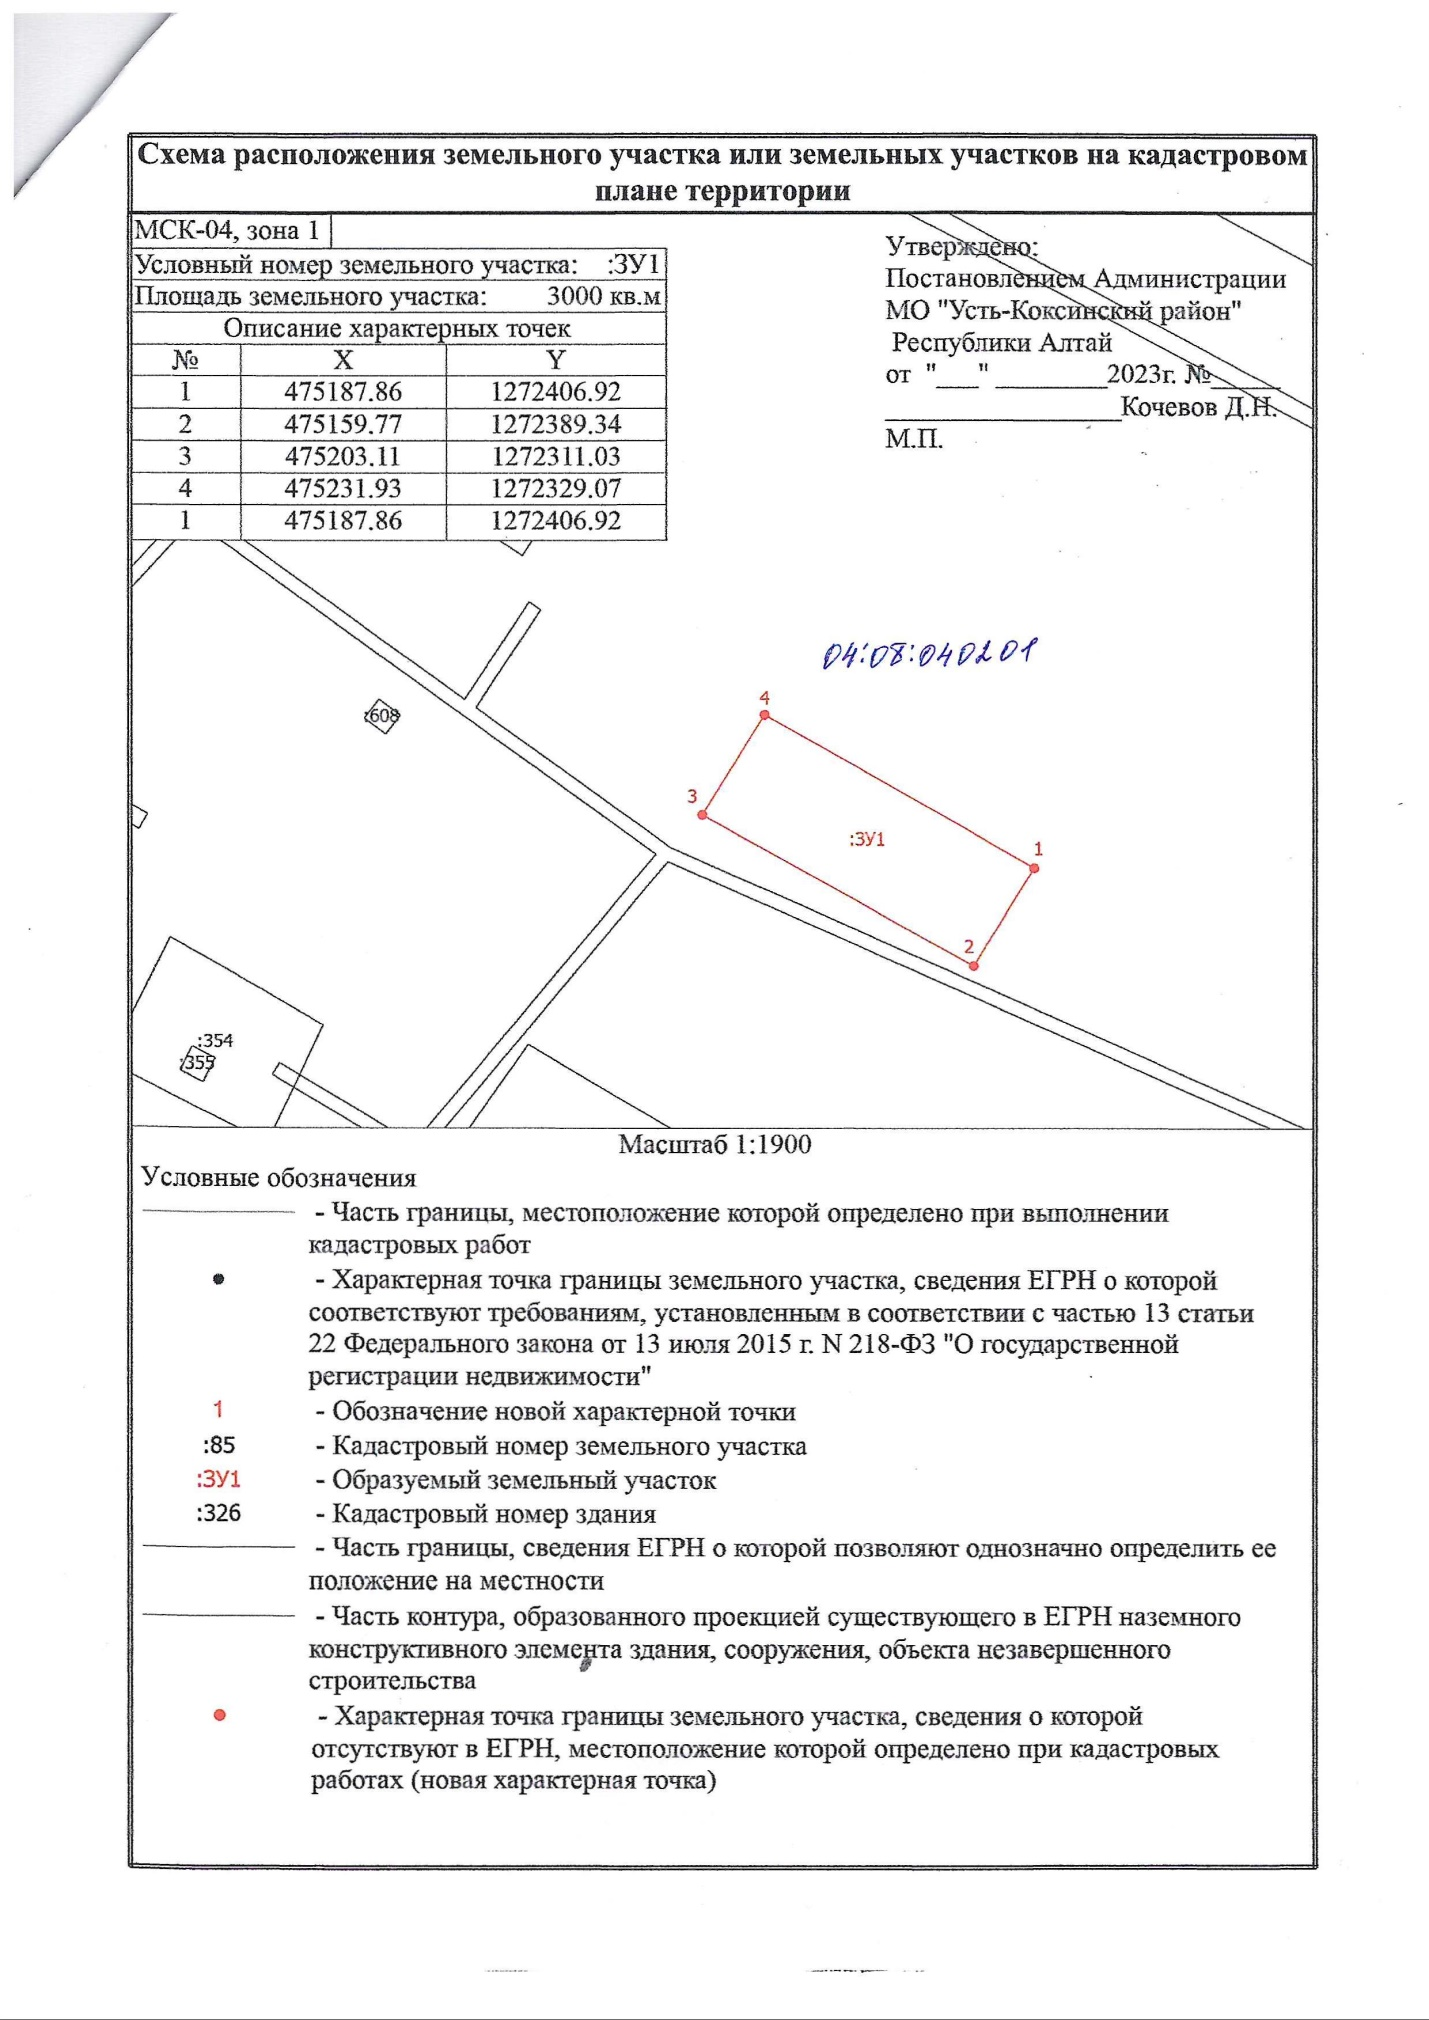 Схема расположения земельного участка или земельных участков на кадастровом
плане территории
МСК-04, зона 1
Условный номер земельного участка: :ЗУ1
Площадь земельного участка: 3000 кв.м
Описание характерных точек
№ X Y
1 475187.86 1272406.92
2 475159.77 1272389.34
3 475203.11 1272311.03
4 475231.93 1272329.07
1 475187.86 1272406.92
Утверждено:
Постановлением Администрации
МО "Усть-Коксинский район"
Республики Алтай
от "___" ________2023г. №_____
_________________Кочевов Д.Н.
М.П.
04:08:040201
4
:608
3
:ЗУ1
1
2
:354
:355
Масштаб 1:1900
Условные обозначения
- Часть границы, местоположение которой определено при выполнении
кадастровых работ
- Характерная точка границы земельного участка, сведения ЕГРН о которой
соответствуют требованиям, установленным в соответствии с частью 13 статьи
22 Федерального закона от 13 июля 2015 г. N 218-ФЗ "О государственной
регистрации недвижимости"
1 - Обозначение новой характерной точки
:85 - Кадастровый номер земельного участка
:ЗУ1 - Образуемый земельный участок
:326 - Кадастровый номер здания
- Часть границы, сведения ЕГРН о которой позволяют однозначно определить ее
положение на местности
- Часть контура, образованного проекцией существующего в ЕГРН наземного
конструктивного элемента здания, сооружения, объекта незавершенного
строительства
- Характерная точка границы земельного участка, сведения о которой
отсутствуют в ЕГРН, местоположение которой определено при кадастровых
работах (новая характерная точка)